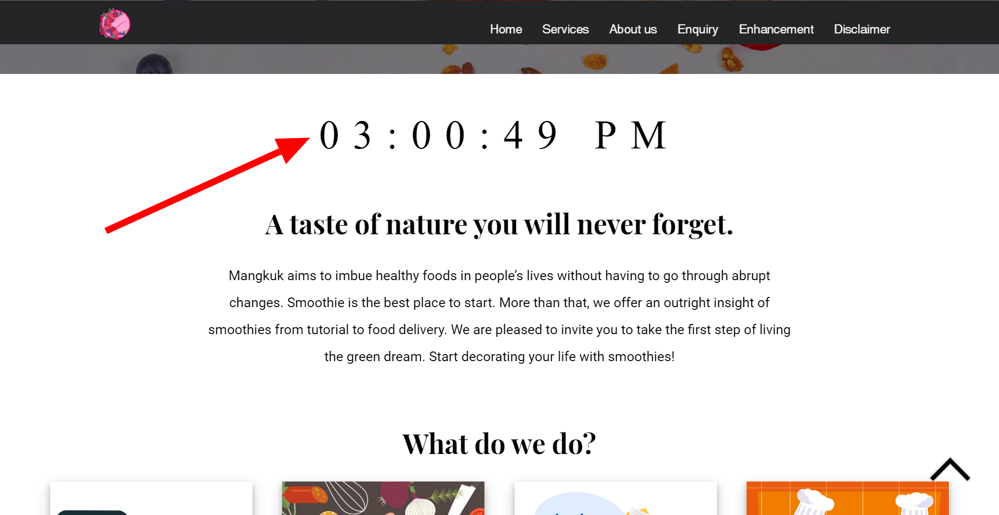 Home Services About us Enquiry Enhancement Disclaimer
03:00:49 PM
A taste of nature you will never forget.
Mangkuk aims to imbue healthy foods in people’s lives without having to go through abrupt
changes. Smoothie is the best place to start. More than that, we offer an outright insight of
smoothies from tutorial to food delivery. We are pleased to invite you to take the first step of living
the green dream. Start decorating your life with smoothies!
What do we do?